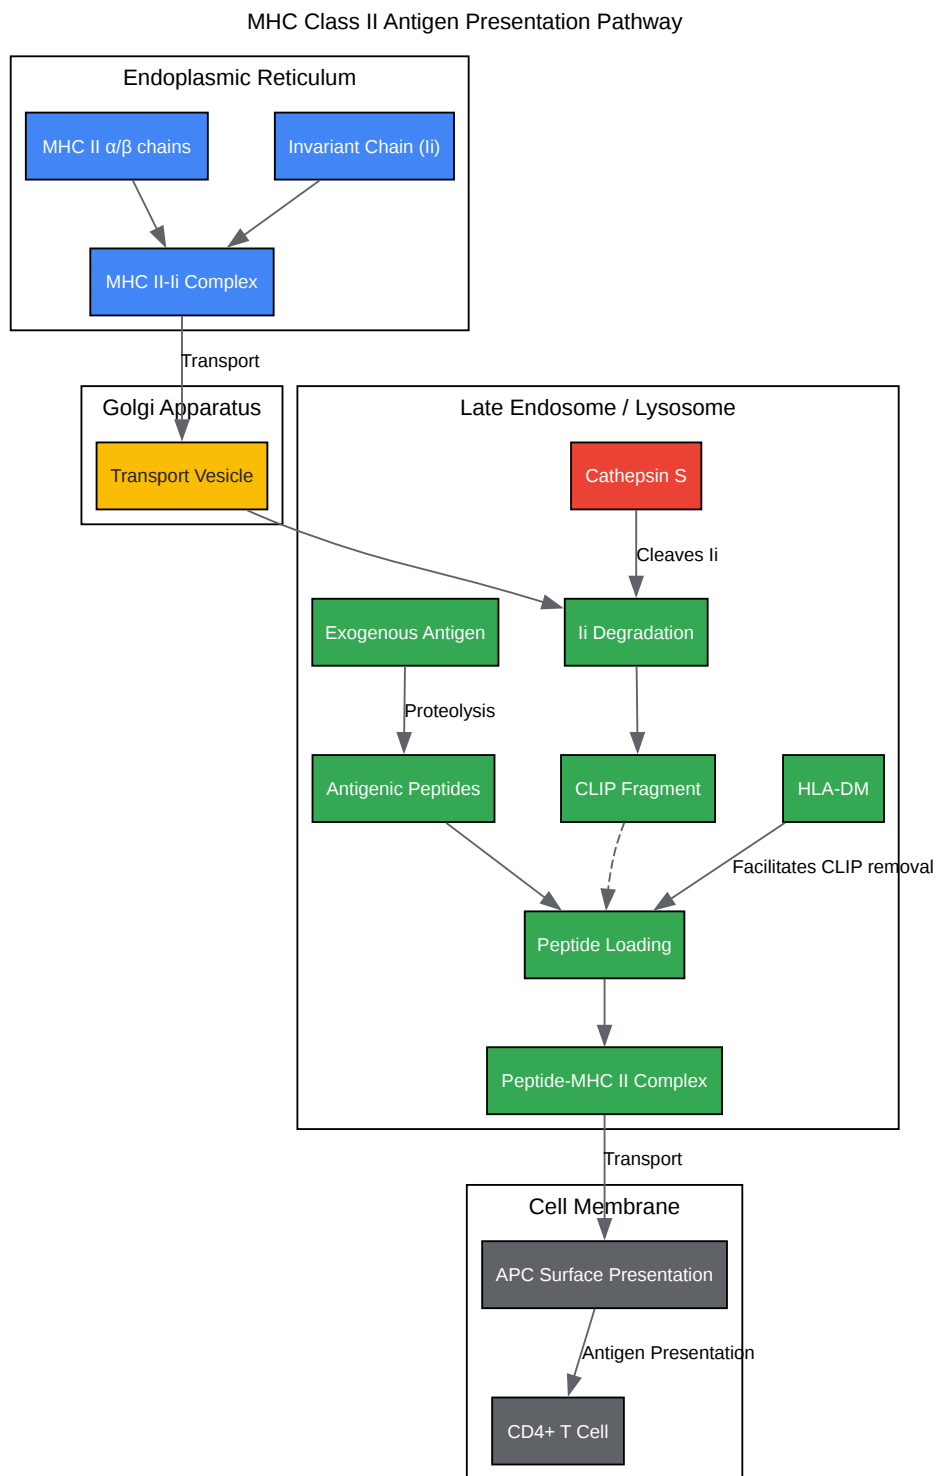 MHC Class II Antigen Presentation Pathway
Endoplasmic Reticulum
MHC II α/β chains
Invariant Chain (Ii)
MHC II-Ii Complex
Transport
Golgi Apparatus
Late Endosome / Lysosome
Transport Vesicle
Cathepsin S
Cleaves Ii
Exogenous Antigen
Ii Degradation
Proteolysis
Antigenic Peptides
CLIP Fragment
HLA-DM
Facilitates CLIP removal
Peptide Loading
Peptide-MHC II Complex
Transport
Cell Membrane
APC Surface Presentation
Antigen Presentation
CD4+ T Cell